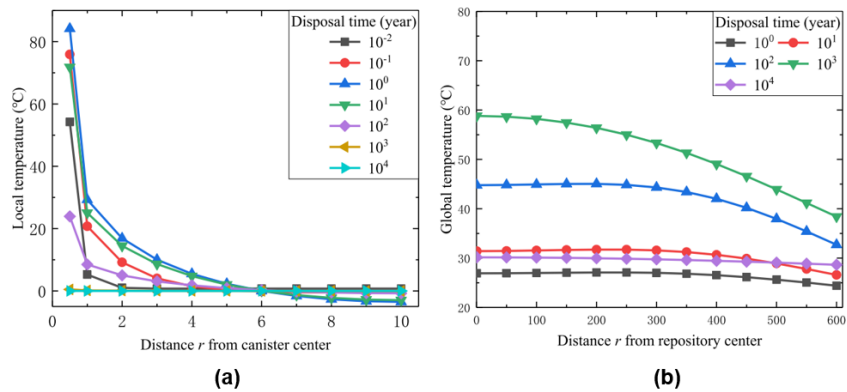 Disposal time (year)
10⁻²
10⁻¹
10⁰
10¹
10²
10³
10⁴
Local temperature (℃)
80
60
40
20
0
0 2 4 6 8 10
Distance r from canister center
(a)
Disposal time (year)
10⁰ 10¹
10² 10³
10⁴
Global temperature (℃)
80
70
60
50
40
30
20
0 100 200 300 400 500 600
Distance r from repository center
(b)